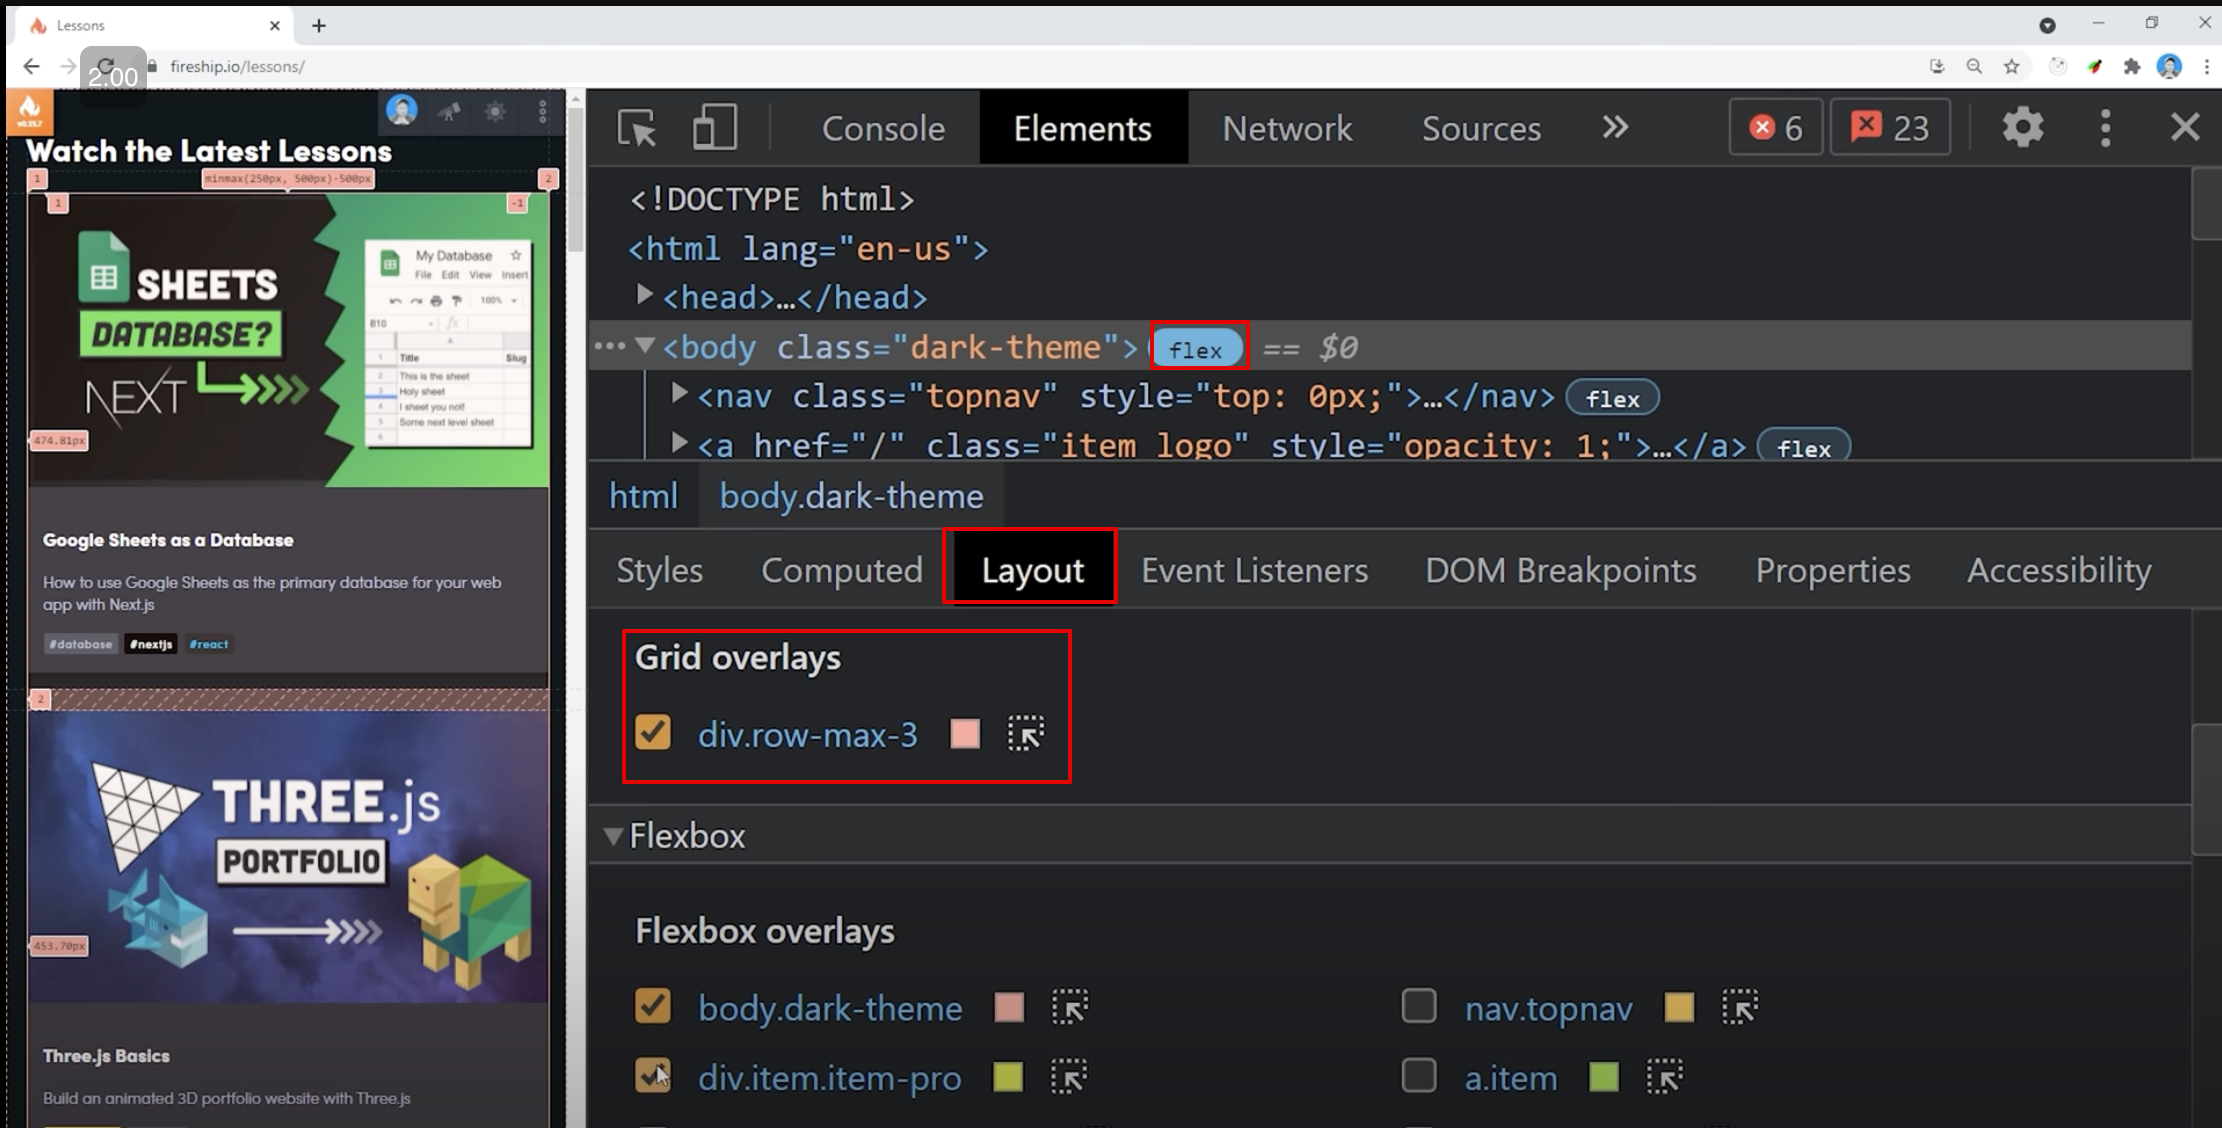 Lessons
2.00
fireship.io/lessons/
Watch the Latest Lessons
1
minmax(250px, 500px)·500px
2
1
-1
SHEETS
DATABASE?
NEXT
My Database
File Edit View Insert
100%
B10
fx
A
1 Title Slug
2 This is the sheet
3 Holy sheet
4 I sheet you not!
5 Some next level sheet
6
474.81px
Google Sheets as a Database
How to use Google Sheets as the primary database for your web
app with Next.js
#database #nextjs #react
2
THREE.js
PORTFOLIO
453.70px
Three.js Basics
Build an animated 3D portfolio website with Three.js
Console Elements Network Sources » 6 23
<!DOCTYPE html>
<html lang="en-us">
<head>…</head>
<body class="dark-theme"> flex == $0
<nav class="topnav" style="top: 0px;">…</nav> flex
<a href="/" class="item logo" style="opacity: 1;">…</a> flex
html body.dark-theme
Styles Computed Layout Event Listeners DOM Breakpoints Properties Accessibility
Grid overlays
div.row-max-3
Flexbox
Flexbox overlays
body.dark-theme nav.topnav
div.item.item-pro a.item